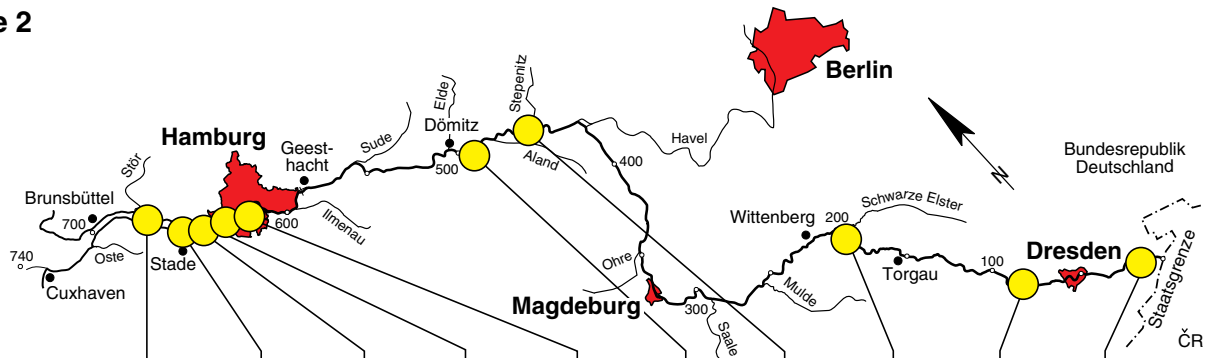 e 2
Berlin
Hamburg
Geest-
hacht
Sude
Elde
Dömitz
Stepenitz
Aland
500
Havel
400
Bundesrepublik
Deutschland
N
Stör
Brunsbüttel
700
740
Cuxhaven
Oste
Stade
600
Ilmenau
Wittenberg
200
Schwarze Elster
Torgau
100
Dresden
Staatsgrenze
ČR
Ohre
Magdeburg
300
Saale
Mulde